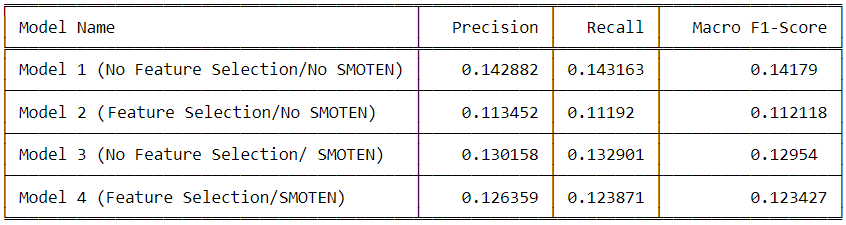 Model Name Precision Recall Macro F1-Score
Model 1 (No Feature Selection/No SMOTEN) 0.142882 0.143163 0.14179
Model 2 (Feature Selection/No SMOTEN) 0.113452 0.11192 0.112118
Model 3 (No Feature Selection/ SMOTEN) 0.130158 0.132901 0.12954
Model 4 (Feature Selection/SMOTEN) 0.126359 0.123871 0.123427